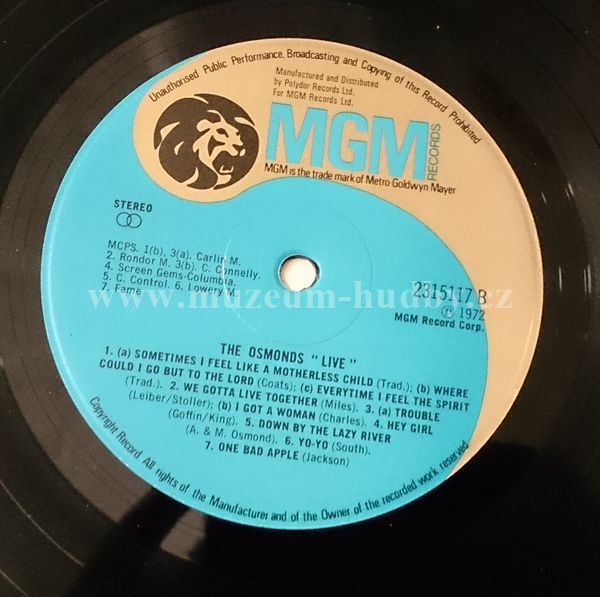 Unauthorised Public Performance, Broadcasting and Copying of this Record Prohibited
Manufactured and Distributed
by Polydor Records Ltd.
For MGM Records Ltd.
MGM
RECORDS
MGM is the trade mark of Metro-Goldwyn-Mayer
STEREO
MCPS. 1(b), 3(a). Carlin M.
2. Rondor M. 3(b). C. Connelly.
4. Screen Gems-Columbia.
5. C. Control. 6. Lowery M.
7. Fame
2315117 B
Ⓟ 1972
MGM Record Corp.
www.muzeum-hudby.cz
THE OSMONDS "LIVE"
1. (a) SOMETIMES I FEEL LIKE A MOTHERLESS CHILD (Trad.); (b) WHERE
COULD I GO BUT TO THE LORD (Coats); (c) EVERYTIME I FEEL THE SPIRIT
(Trad.). 2. WE GOTTA LIVE TOGETHER (Miles). 3. (a) TROUBLE
(Leiber/Stoller); (b) I GOT A WOMAN (Charles). 4. HEY GIRL
(Goffin/King). 5. DOWN BY THE LAZY RIVER
(A. & M. Osmond). 6. YO-YO (South).
7. ONE BAD APPLE (Jackson)
Copyright Record All rights of the Manufacturer and of the Owner of the recorded work reserved